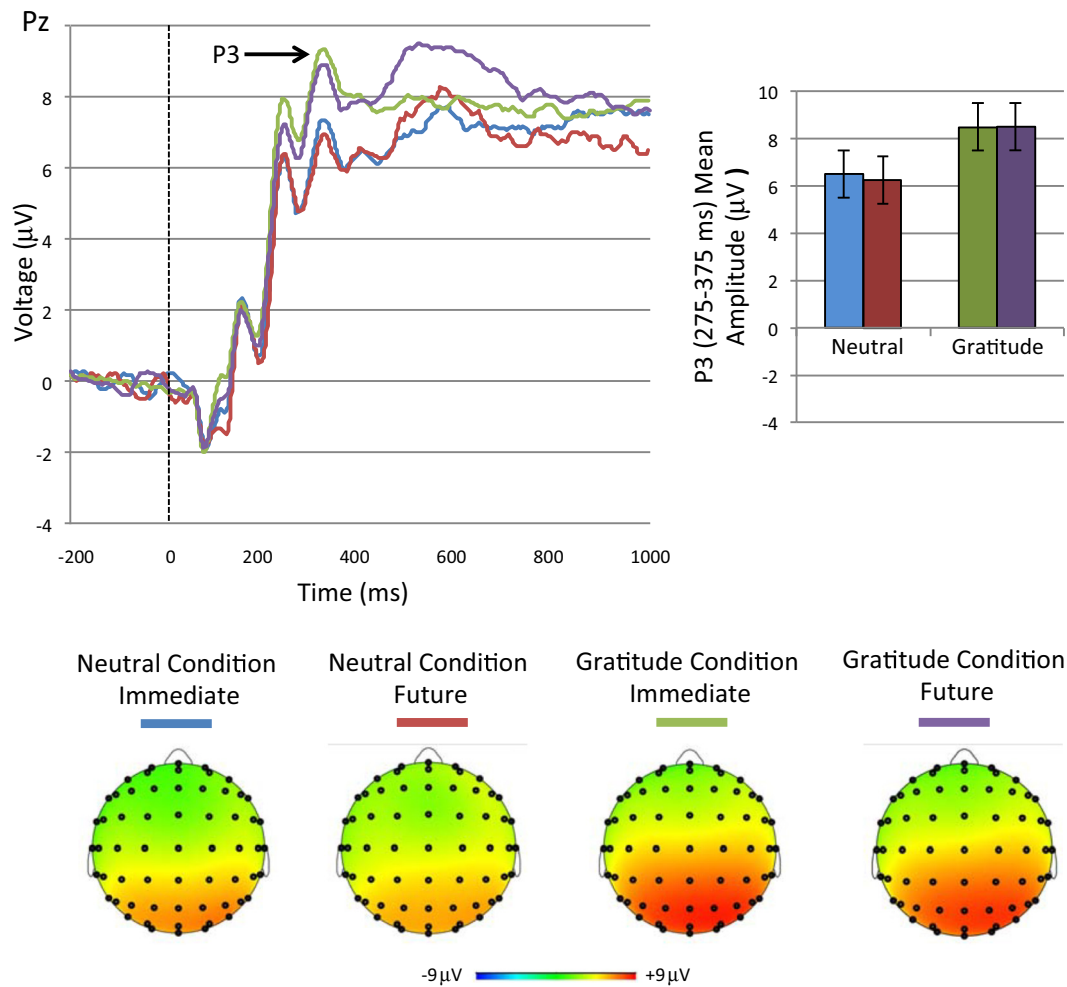 Pz
P3
8
6
4
2
0
-2
-4
Voltage (μV)
-200 0 200 400 600 800 1000
Time (ms)
P3 (275-375 ms) Mean
Amplitude (μV)
10
8
6
4
2
0
-2
-4
Neutral Gratitude
Neutral Condition
Immediate
Neutral Condition
Future
Gratitude Condition
Immediate
Gratitude Condition
Future
-9μV +9μV